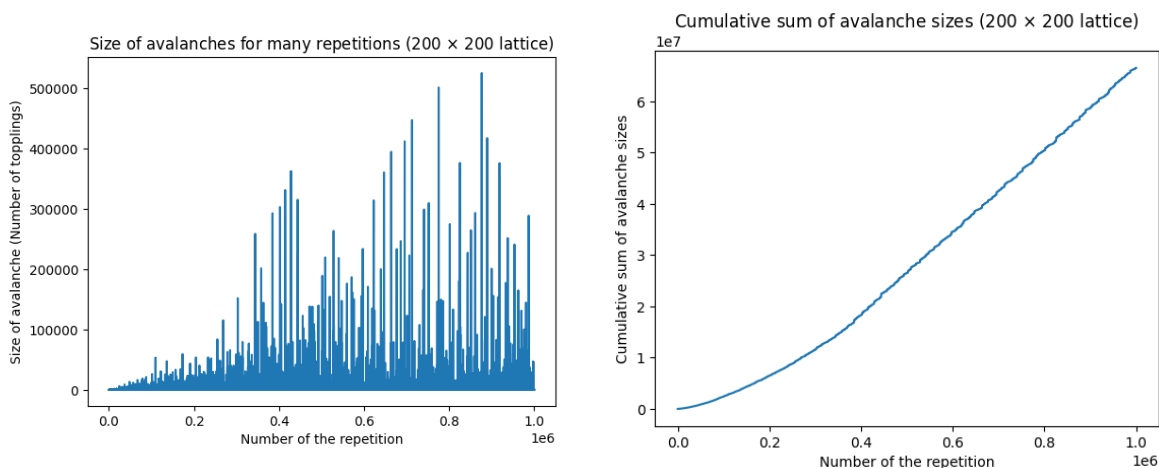 Size of avalanches for many repetitions (200 × 200 lattice)
Size of avalanche (Number of topplings)
500000
400000
300000
200000
100000
0
0.0 0.2 0.4 0.6 0.8 1.0
1e6
Number of the repetition
Cumulative sum of avalanche sizes (200 × 200 lattice)
1e7
Cumulative sum of avalanche sizes
6
5
4
3
2
1
0
0.0 0.2 0.4 0.6 0.8 1.0
Number of the repetition
1e6